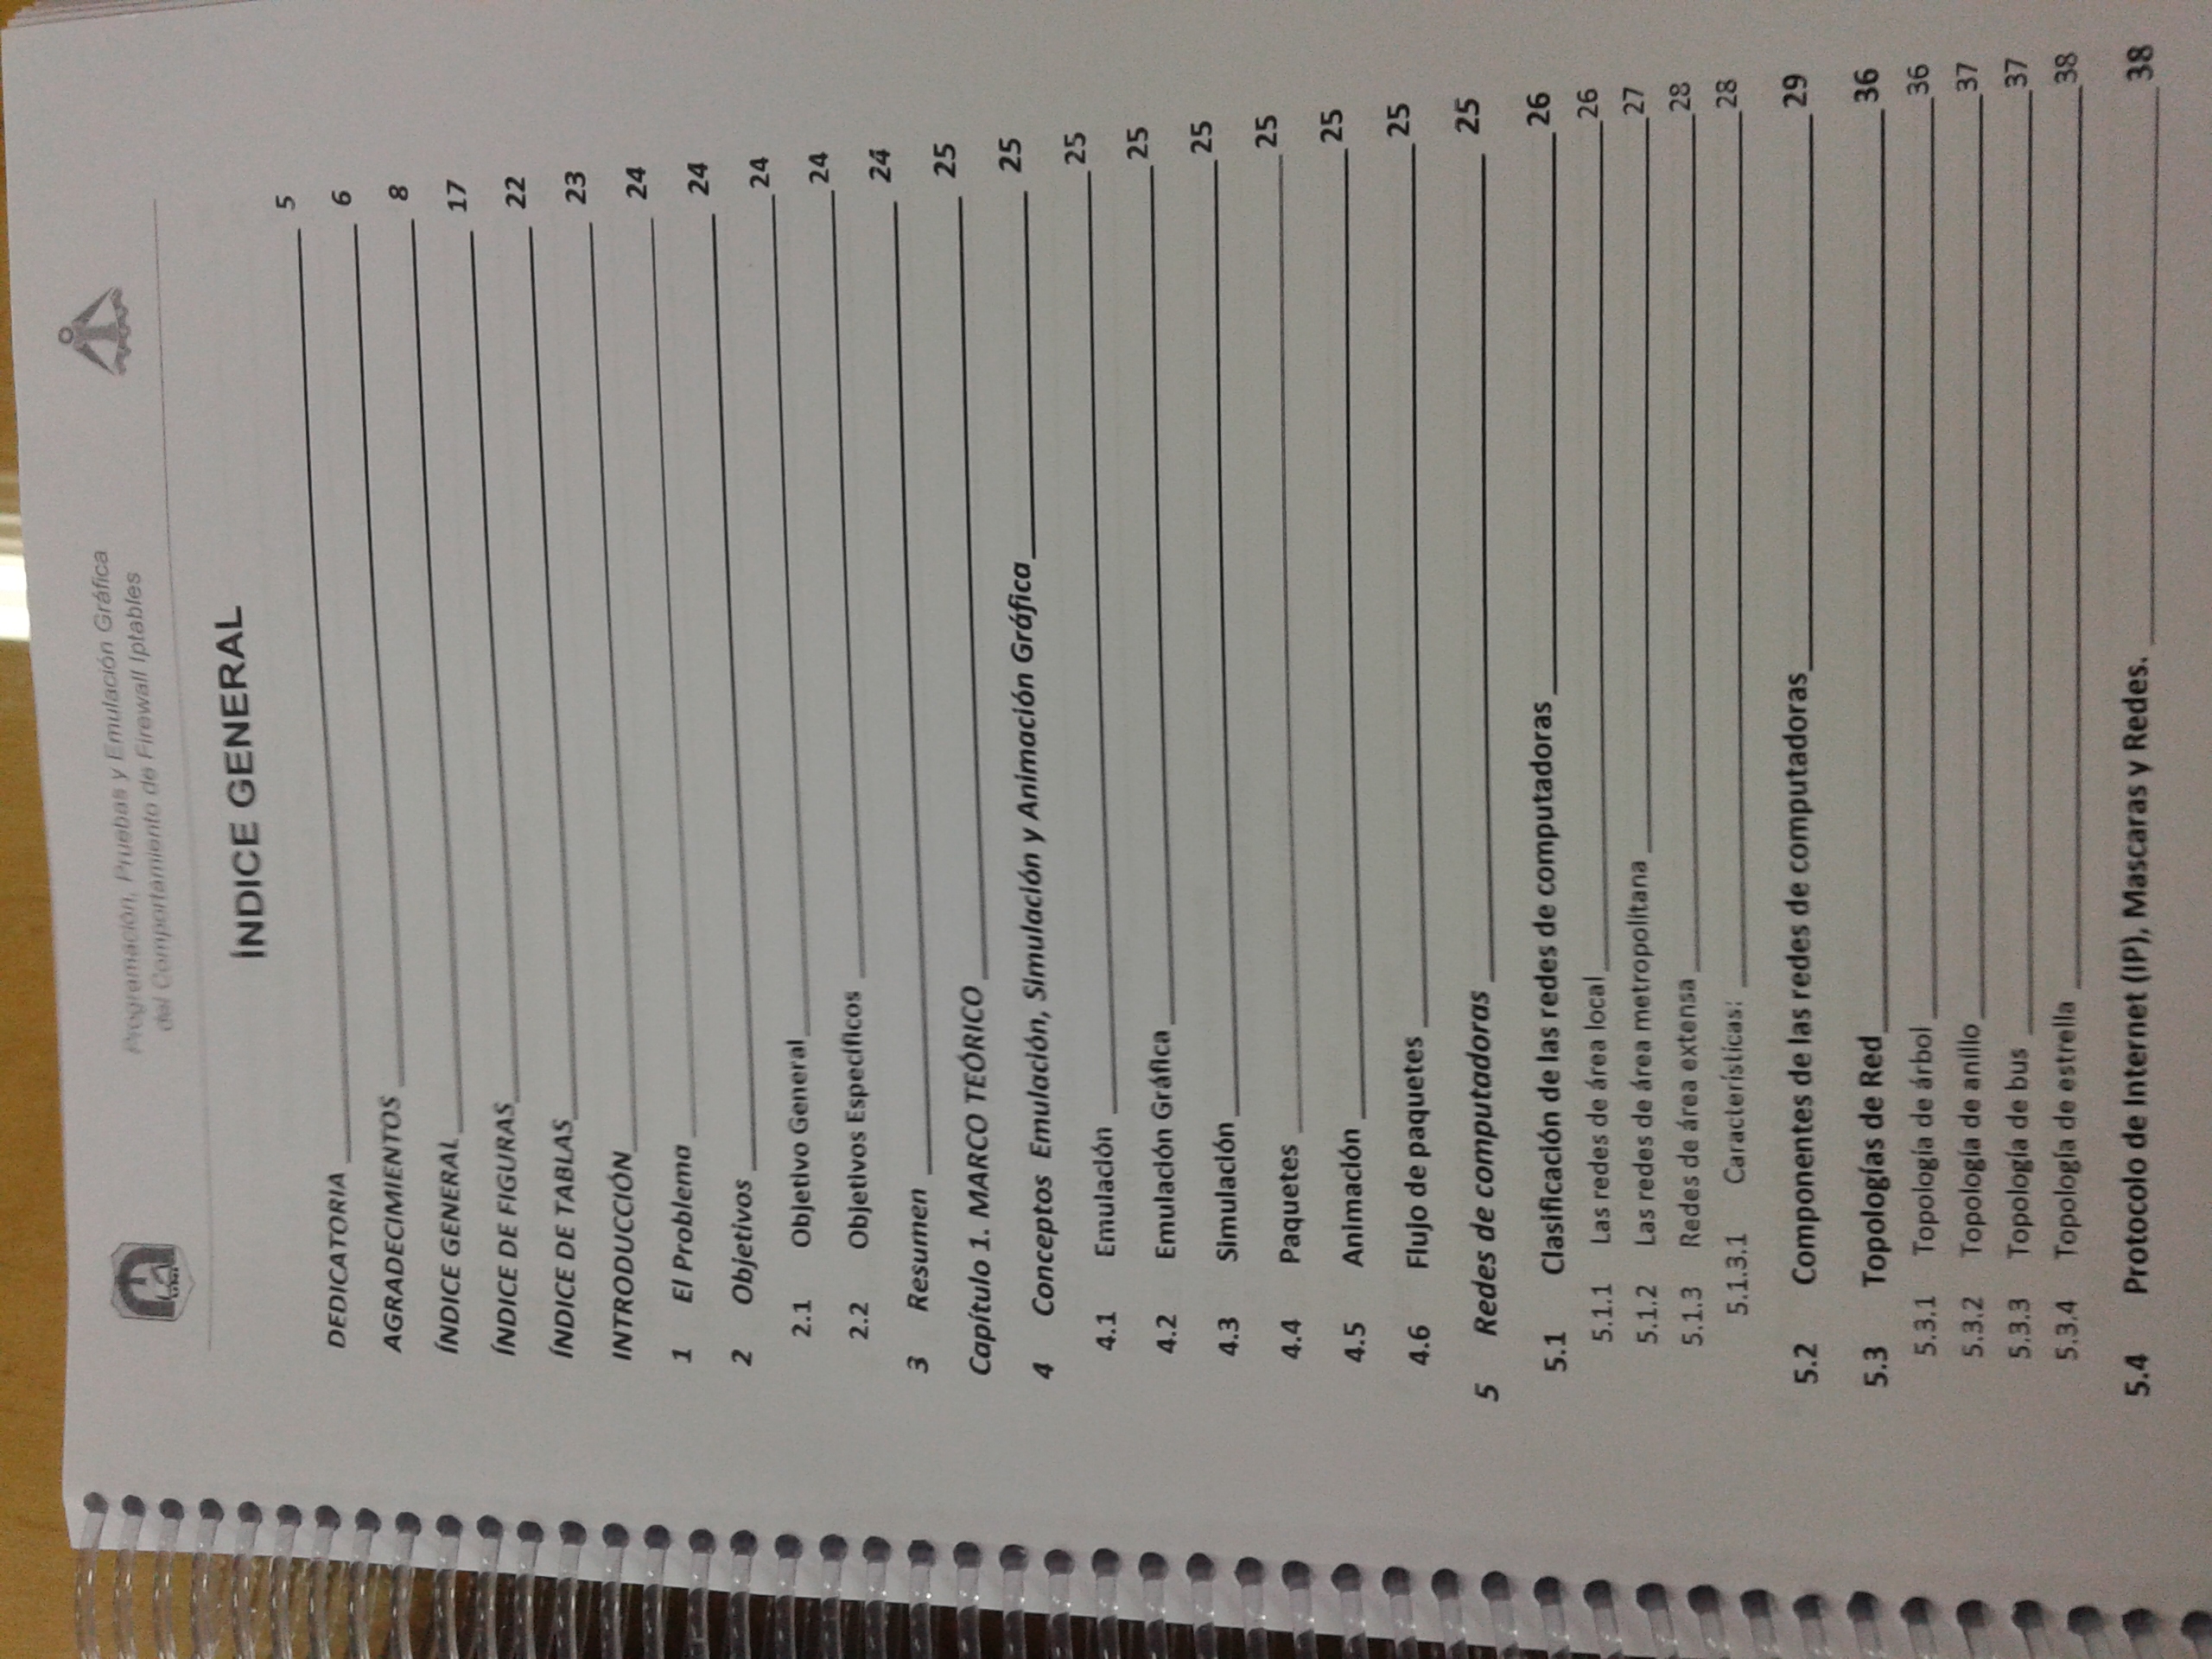 Programación, Pruebas y Emulación Gráfica
del Comportamiento de Firewall Iptables
ÍNDICE GENERAL
DEDICATORIA 5
AGRADECIMIENTOS 6
ÍNDICE GENERAL 8
ÍNDICE DE FIGURAS 17
ÍNDICE DE TABLAS 22
INTRODUCCIÓN 23
1 El Problema 24
2 Objetivos 24
2.1 Objetivo General 24
2.2 Objetivos Específicos 24
3 Resumen 24
Capítulo 1. MARCO TEÓRICO 25
4 Conceptos Emulación, Simulación y Animación Gráfica 25
4.1 Emulación 25
4.2 Emulación Gráfica 25
4.3 Simulación 25
4.4 Paquetes 25
4.5 Animación 25
4.6 Flujo de paquetes 25
5 Redes de computadoras 25
5.1 Clasificación de las redes de computadoras 26
5.1.1 Las redes de área local 26
5.1.2 Las redes de área metropolitana 27
5.1.3 Redes de área extensa 28
5.1.3.1 Características: 28
5.2 Componentes de las redes de computadoras 29
5.3 Topologías de Red 36
5.3.1 Topología de árbol 36
5.3.2 Topología de anillo 37
5.3.3 Topología de bus 37
5.3.4 Topología de estrella 38
5.4 Protocolo de Internet (IP), Mascaras y Redes. 38